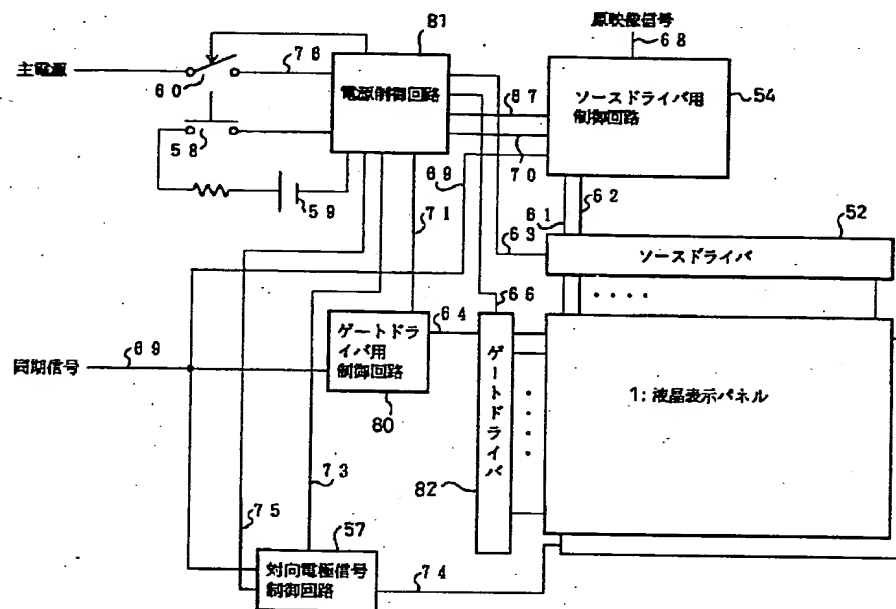 原映像信号
68
81
主電源
60
76
電源制御回路
67
ソースドライバ用
制御回路
54
58
70
59
69
71
62
61
63
52
ソースドライバ
66
・・・・
64
ゲートドラ
イバ用
制御回路
80
同期信号
69
ゲートドライバ
82
・・・・
1:液晶表示パネル
73
75
57
対向電極信号
制御回路
74